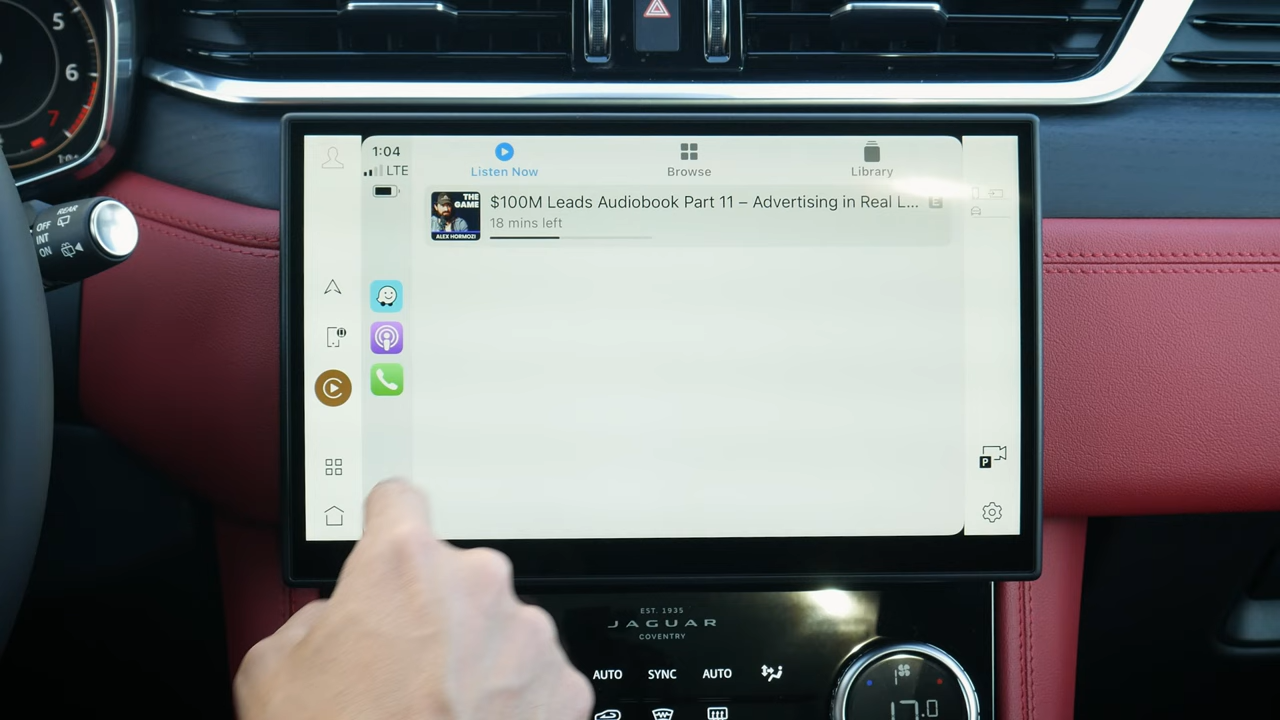 5
6
7
REAR
OFF
INT
ON
1:04
LTE
Listen Now
Browse
Library
THE
GAME
ALEX HORMOZI
$100M Leads Audiobook Part 11 – Advertising in Real L... E
18 mins left
P
EST. 1935
JAGUAR
COVENTRY
AUTO SYNC AUTO
17.0